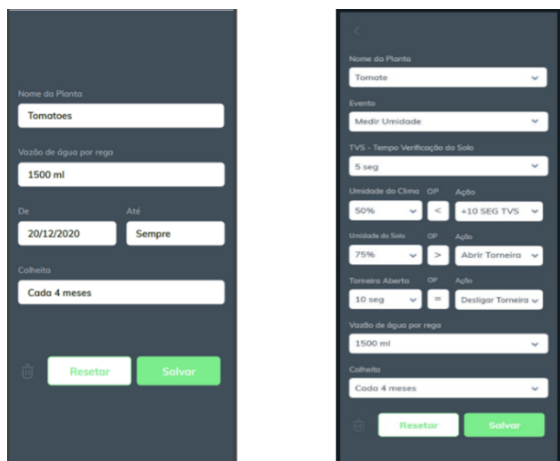 Nome da Planta
Tomatoes
Vazão de água por rega
1500 ml
De Até
20/12/2020 Sempre
Colheita
Cada 4 meses
Resetar Salvar
Nome da Planta
Tomate
Evento
Medir Umidade
TVS - Tempo Verificação do Solo
5 seg
Umidade do Clima OP Ação
50% < +10 SEG TVS
Umidade do Solo OP Ação
75% > Abrir Torneira
Torneira Aberta OP Ação
10 seg = Desligar Torneira
Vazão de água por rega
1500 ml
Colheita
Cada 4 meses
Resetar Salvar